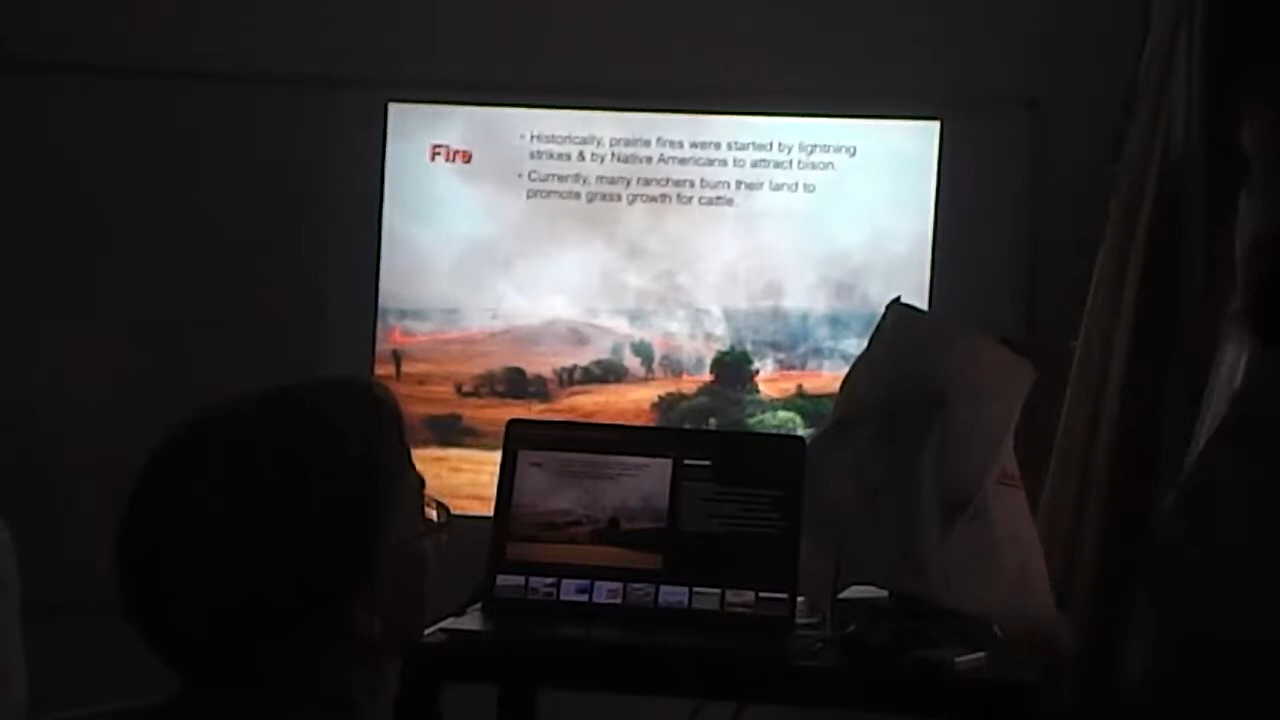 Fire
• Historically, prairie fires were started by lightning
strikes & by Native Americans to attract bison.
• Currently, many ranchers burn their land to
promote grass growth for cattle.